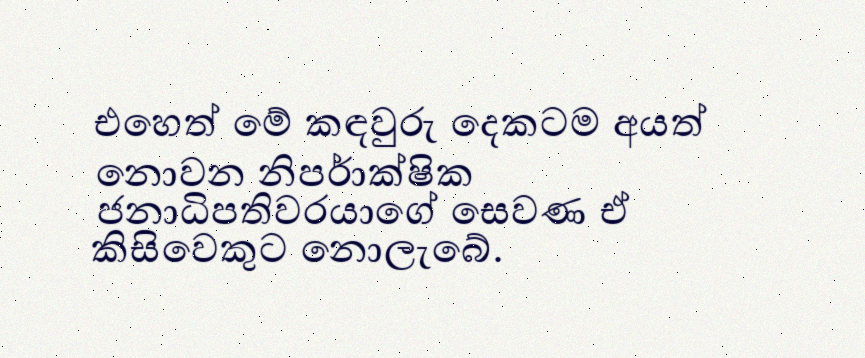 එහෙත් මේ කඳවුරු දෙකටම අයත්
නොවන නිපර්ාක්ෂික
ජනාධිපතිවරයාගේ සෙවණ ඒ
කිසිවෙකුට නොලැබේ.